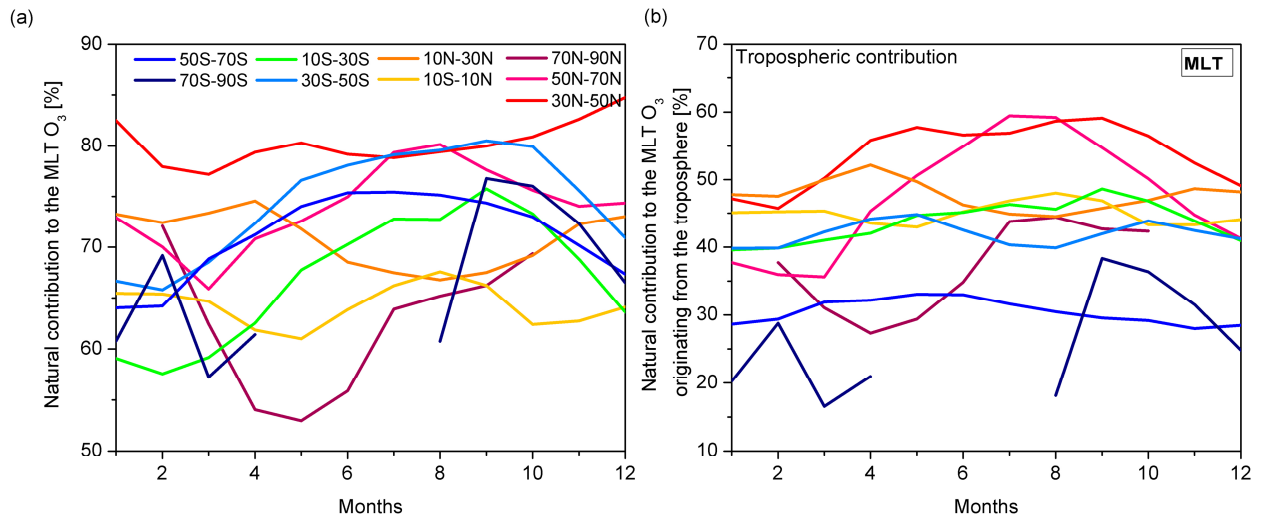 (a)
Natural contribution to the MLT O3 [%]
90
80
70
60
50
50S-70S 10S-30S 10N-30N 70N-90N
70S-90S 30S-50S 10S-10N 50N-70N
30N-50N
2 4 6 8 10 12
Months
(b)
Natural contribution to the MLT O3
originating from the troposphere [%]
70
60
50
40
30
20
10
Tropospheric contribution
MLT
2 4 6 8 10 12
Months